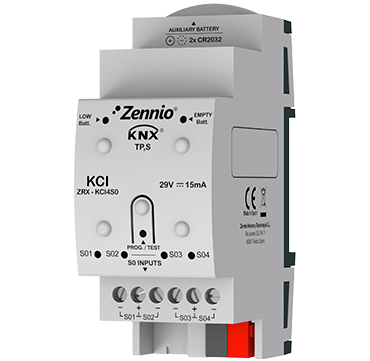 AUXILIARY BATTERY
2x CR2032
LOW
Batt.
Zennio®
EMPTY
Batt.
KNX®
TP,S
KCI
ZRX - KCI4S0
29V 15mA
PROG. / TEST
S01 S02 S03 S04
S0 INPUTS
- + - - + -
S01 S02 S03 S04